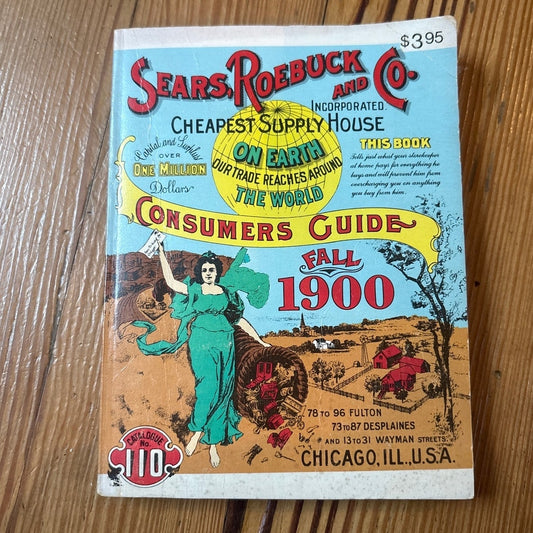 $3.95
SEARS, ROEBUCK AND CO.
INCORPORATED.
CHEAPEST SUPPLY HOUSE
ON EARTH
OUR TRADE REACHES AROUND
THE WORLD
Capital and Surplus
OVER
ONE MILLION
Dollars
THIS BOOK
Tells just what your storekeeper
at home pays for everything he
buys and will prevent him from
overcharging you on anything
you buy from him.
CONSUMERS GUIDE
FALL
1900
78 TO 96 FULTON
73 TO 87 DESPLAINES
AND 13 TO 31 WAYMAN STREETS.
CHICAGO, ILL., U.S.A.
CATALOGUE
No.
110